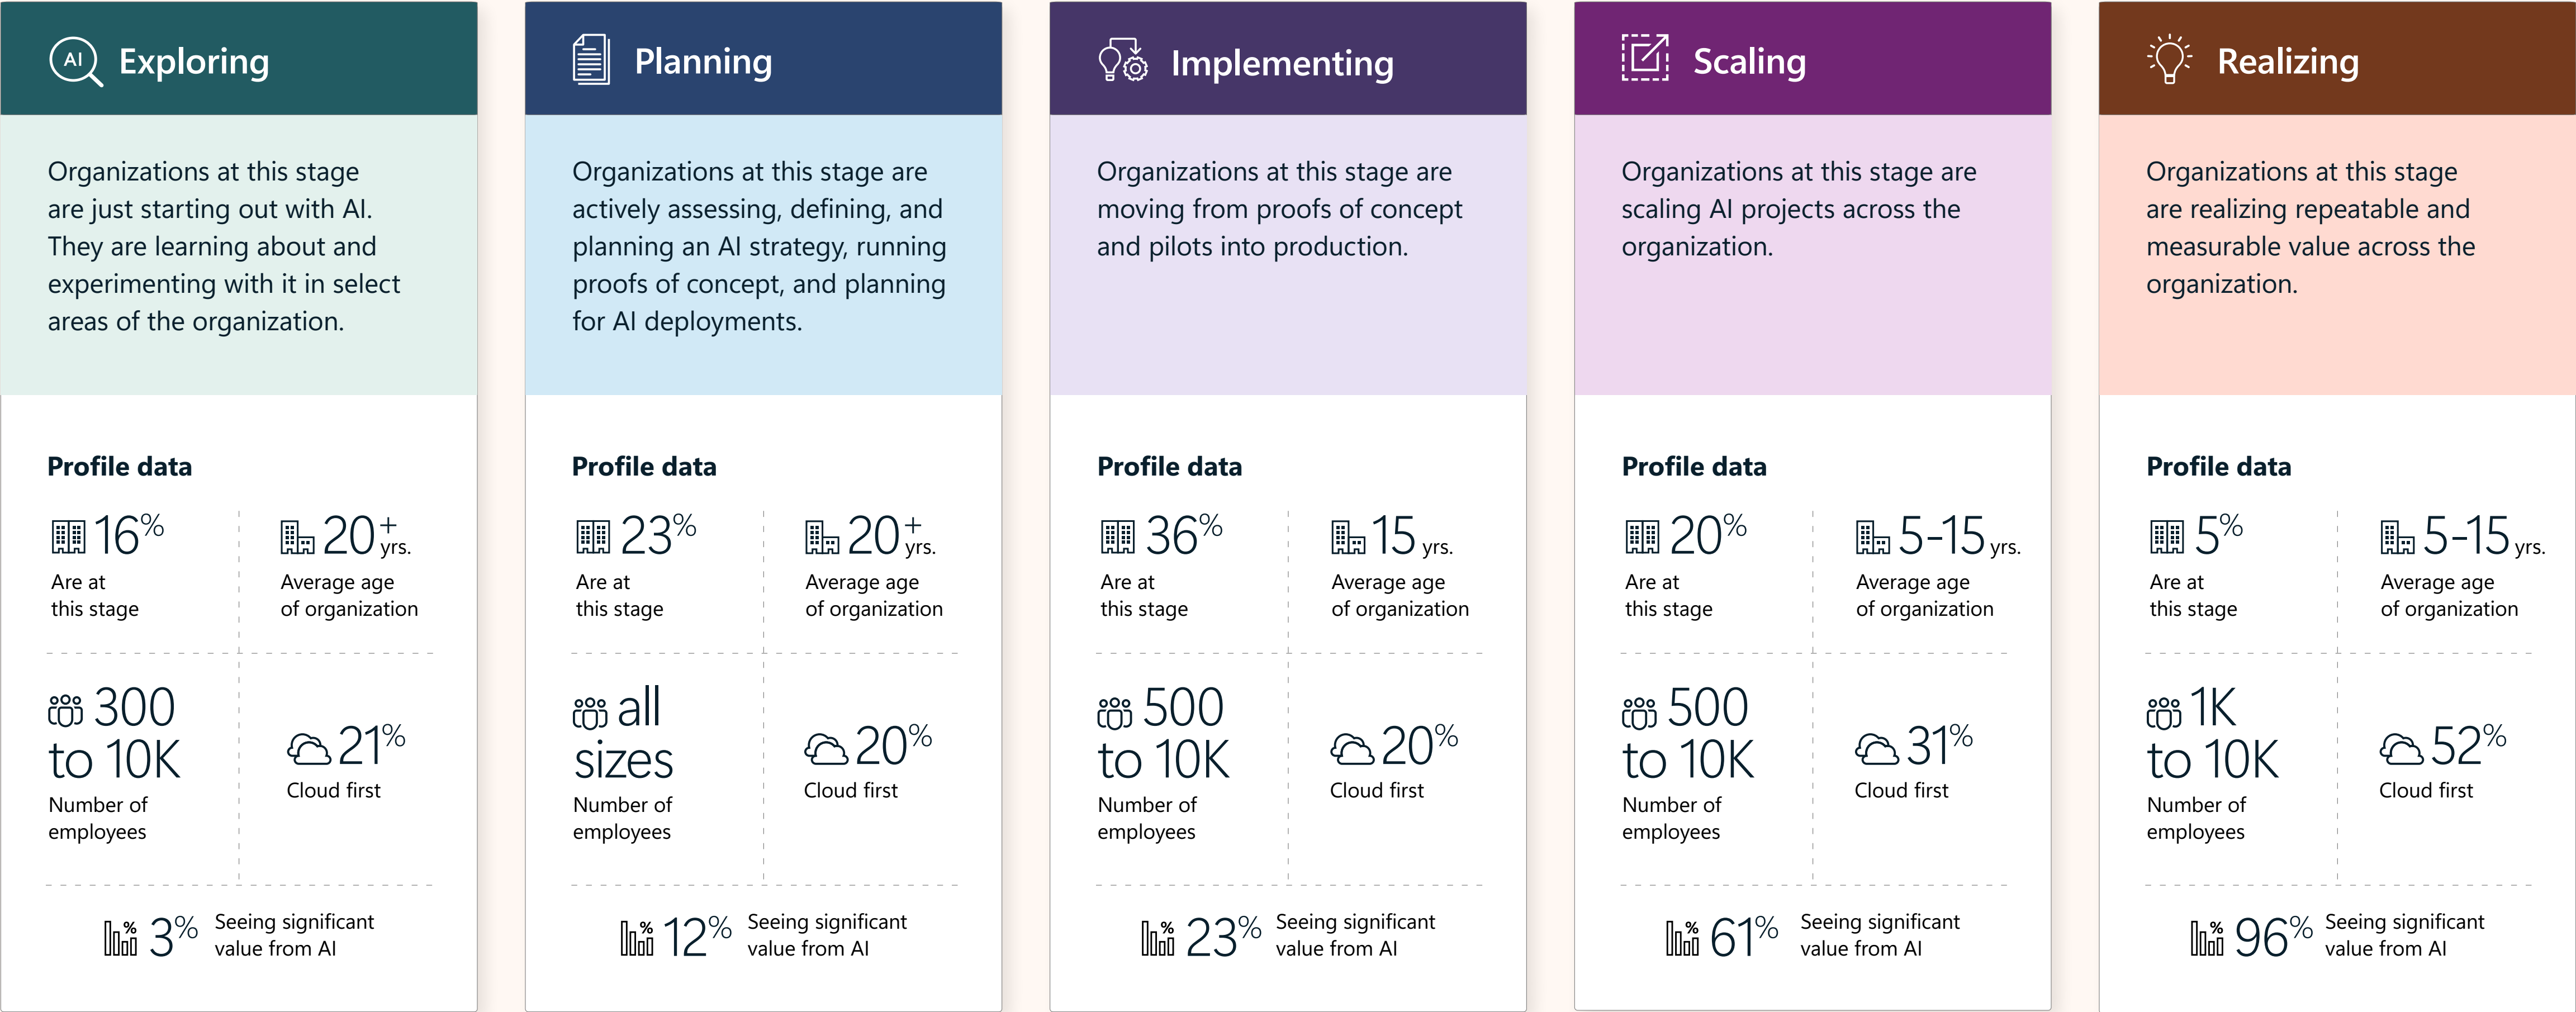 AI Exploring
Organizations at this stage
are just starting out with AI.
They are learning about and
experimenting with it in select
areas of the organization.
Profile data
16%
Are at
this stage
20+ yrs.
Average age
of organization
300
to 10K
Number of
employees
21%
Cloud first
% 3%
Seeing significant
value from AI
Planning
Organizations at this stage are
actively assessing, defining, and
planning an AI strategy, running
proofs of concept, and planning
for AI deployments.
Profile data
23%
Are at
this stage
20+ yrs.
Average age
of organization
all
sizes
Number of
employees
20%
Cloud first
% 12%
Seeing significant
value from AI
Implementing
Organizations at this stage are
moving from proofs of concept
and pilots into production.
Profile data
36%
Are at
this stage
15 yrs.
Average age
of organization
500
to 10K
Number of
employees
20%
Cloud first
% 23%
Seeing significant
value from AI
Scaling
Organizations at this stage are
scaling AI projects across the
organization.
Profile data
20%
Are at
this stage
5-15 yrs.
Average age
of organization
500
to 10K
Number of
employees
31%
Cloud first
% 61%
Seeing significant
value from AI
Realizing
Organizations at this stage
are realizing repeatable and
measurable value across the
organization.
Profile data
5%
Are at
this stage
5-15 yrs.
Average age
of organization
1K
to 10K
Number of
employees
52%
Cloud first
% 96%
Seeing significant
value from AI